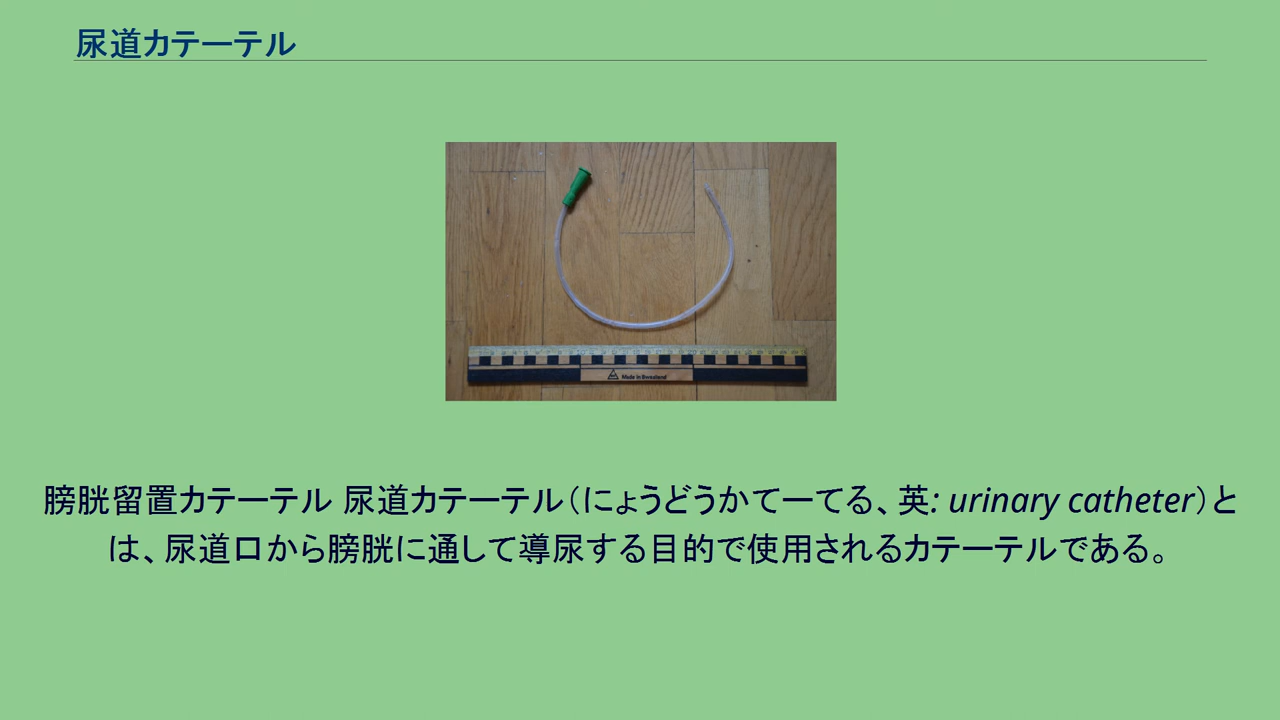 尿道カテーテル
Made in Swealand
膀胱留置カテーテル 尿道カテーテル（にょうどうかてーてる、英: urinary catheter）と
は、尿道口から膀胱に通して導尿する目的で使用されるカテーテルである。